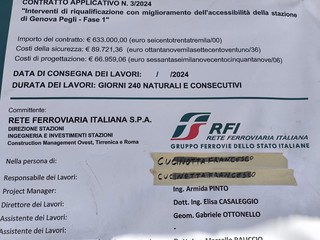 CONTRATTO APPLICATIVO N. 3/2024
"Interventi di riqualificazione con miglioramento dell'accessibilità della stazione
di Genova Pegli - Fase 1"
Importo del contratto: € 633.000,00 (euro seicentotrentatremila/00)
Costi della sicurezza: € 89.721,36 (euro ottantanovemilasettecentoventuno/36)
Costi di progettazione: € 66.959,06 (euro sessantaseimilanovecentocinquantanove/06)
DATA DI CONSEGNA DEI LAVORI: / /2024
DURATA DEI LAVORI: GIORNI 240 NATURALI E CONSECUTIVI
Committente:
RETE FERROVIARIA ITALIANA S.P.A.
DIREZIONE STAZIONI
INGEGNERIA E INVESTIMENTI STAZIONI
Construction Management Ovest, Tirrenica e Roma
RFI
RETE FERROVIARIA ITALIANA
GRUPPO FERROVIE DELLO STATO ITALIANE
Nella persona di: CUCINOTTA FRANCESCO
Responsabile dei Lavori: CUCINOTTA FRANCESCO
Project Manager: Ing. Armida PINTO
Direttore dei Lavori: Dott. Ing. Elisa CASALEGGIO
Assistente dei Lavori: Geom. Gabriele OTTONELLO
Assistente dei Lavori: